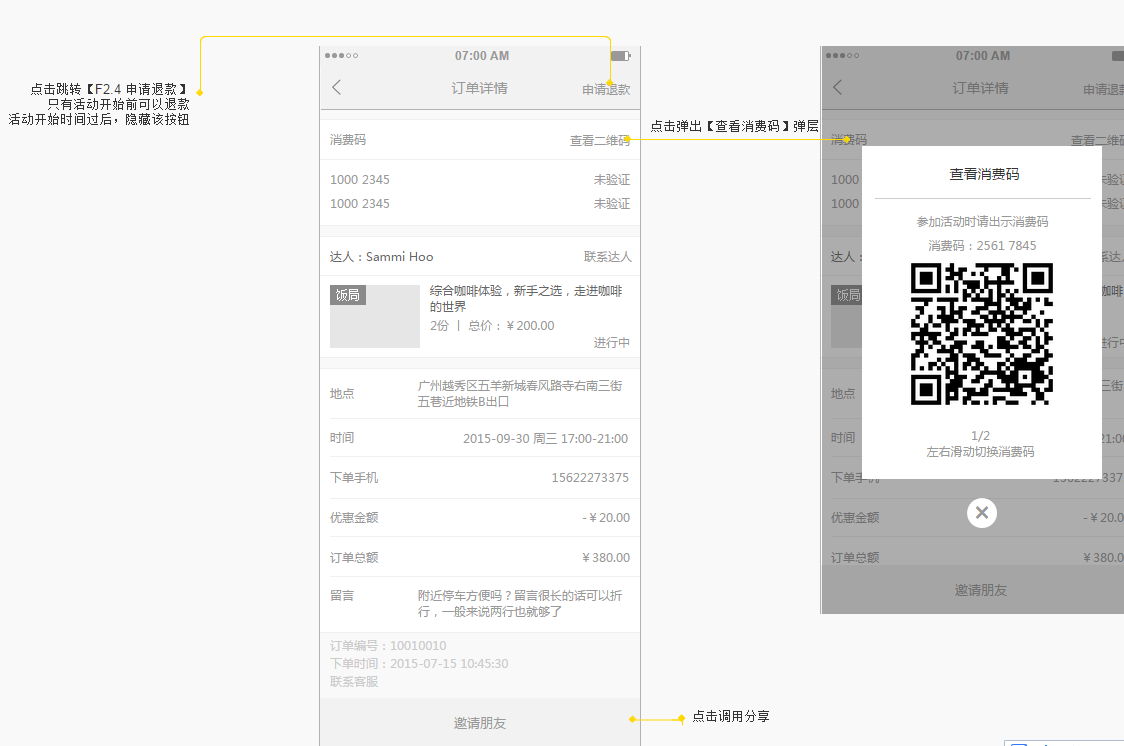 点击跳转【F2.4 申请退款】
只有活动开始前可以退款
活动开始时间过后，隐藏该按钮
07:00 AM
订单详情
申请退款
消费码
查看二维码
1000 2345
未验证
1000 2345
未验证
达人：Sammi Hoo
联系达人
饭局
综合咖啡体验，新手之选，走进咖啡
的世界
2份 丨 总价：￥200.00
进行中
地点
广州越秀区五羊新城春风路寺右南三街
五巷近地铁B出口
时间
2015-09-30 周三 17:00-21:00
下单手机
15622273375
优惠金额
-￥20.00
订单总额
￥380.00
留言
附近停车方便吗？留言很长的话可以折
行，一般来说两行也就够了
订单编号：10010010
下单时间：2015-07-15 10:45:30
联系客服
邀请朋友
点击调用分享
点击弹出【查看消费码】弹层
07:00 AM
订单详情
申请退款
消费码
查看二维码
1000
未验证
1000
未验证
达人：
饭局
咖啡
进行中
查看消费码
参加活动时请出示消费码
消费码：2561 7845
1/2
左右滑动切换消费码
地点
三街
时间
21:00
下单手机
优惠金额
-￥20.0
订单总额
￥380.0
邀请朋友